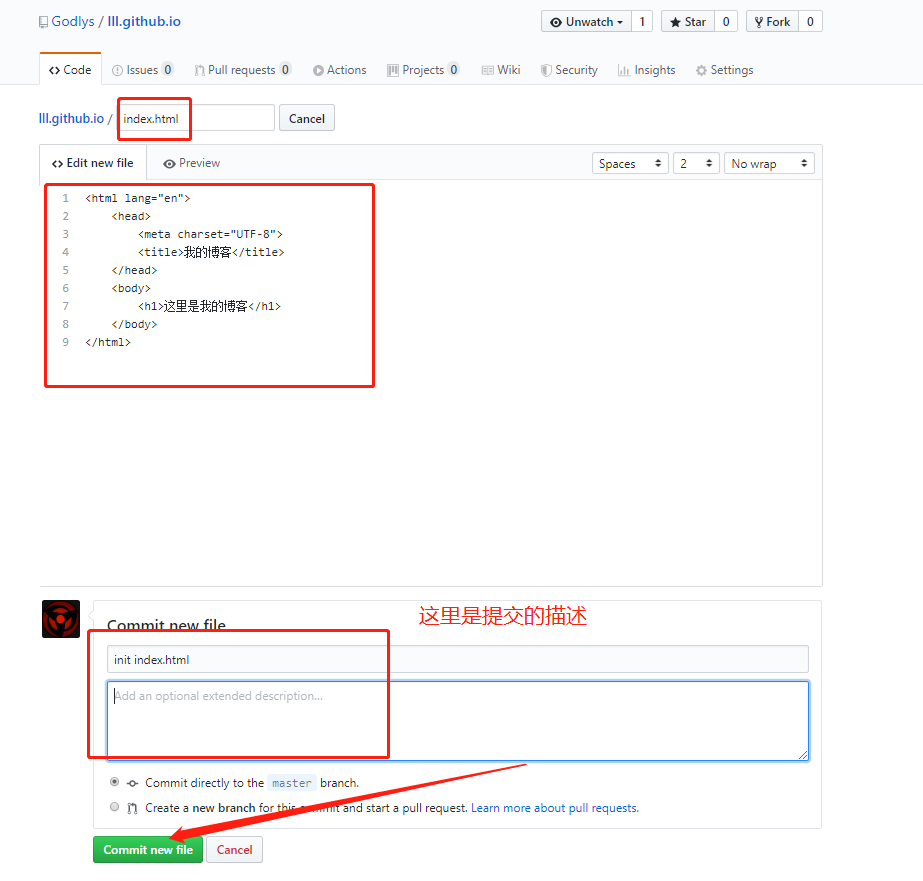 Godlys / lll.github.io Unwatch 1 Star 0 Fork 0
Code Issues 0 Pull requests 0 Actions Projects 0 Wiki Security Insights Settings
lll.github.io / index.html Cancel
Edit new file Preview Spaces 2 No wrap
1 <html lang="en">
2 <head>
3 <meta charset="UTF-8">
4 <title>我的博客</title>
5 </head>
6 <body>
7 <h1>这里是我的博客</h1>
8 </body>
9 </html>
这里是提交的描述
Commit new file
init index.html
Add an optional extended description...
Commit directly to the master branch.
Create a new branch for this commit and start a pull request. Learn more about pull requests.
Commit new file Cancel